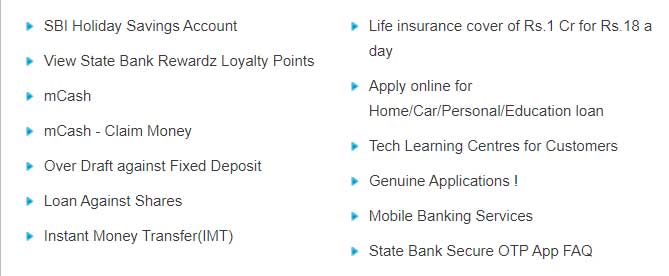 SBI Holiday Savings Account
View State Bank Rewardz Loyalty Points
mCash
mCash - Claim Money
Over Draft against Fixed Deposit
Loan Against Shares
Instant Money Transfer(IMT)
Life insurance cover of Rs.1 Cr for Rs.18 a
day
Apply online for
Home/Car/Personal/Education loan
Tech Learning Centres for Customers
Genuine Applications !
Mobile Banking Services
State Bank Secure OTP App FAQ